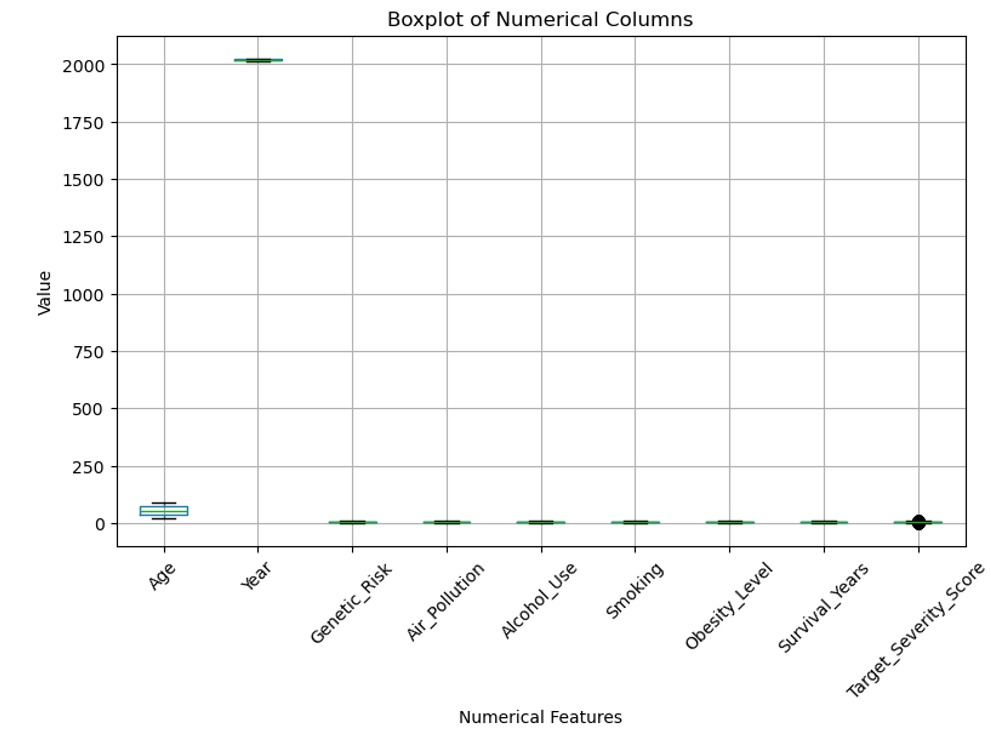 Boxplot of Numerical Columns
2000
1750
1500
1250
1000
750
500
250
0
Value
Age
Year
Genetic_Risk
Air_Pollution
Alcohol_Use
Smoking
Obesity_Level
Survival_Years
Target_Severity_Score
Numerical Features